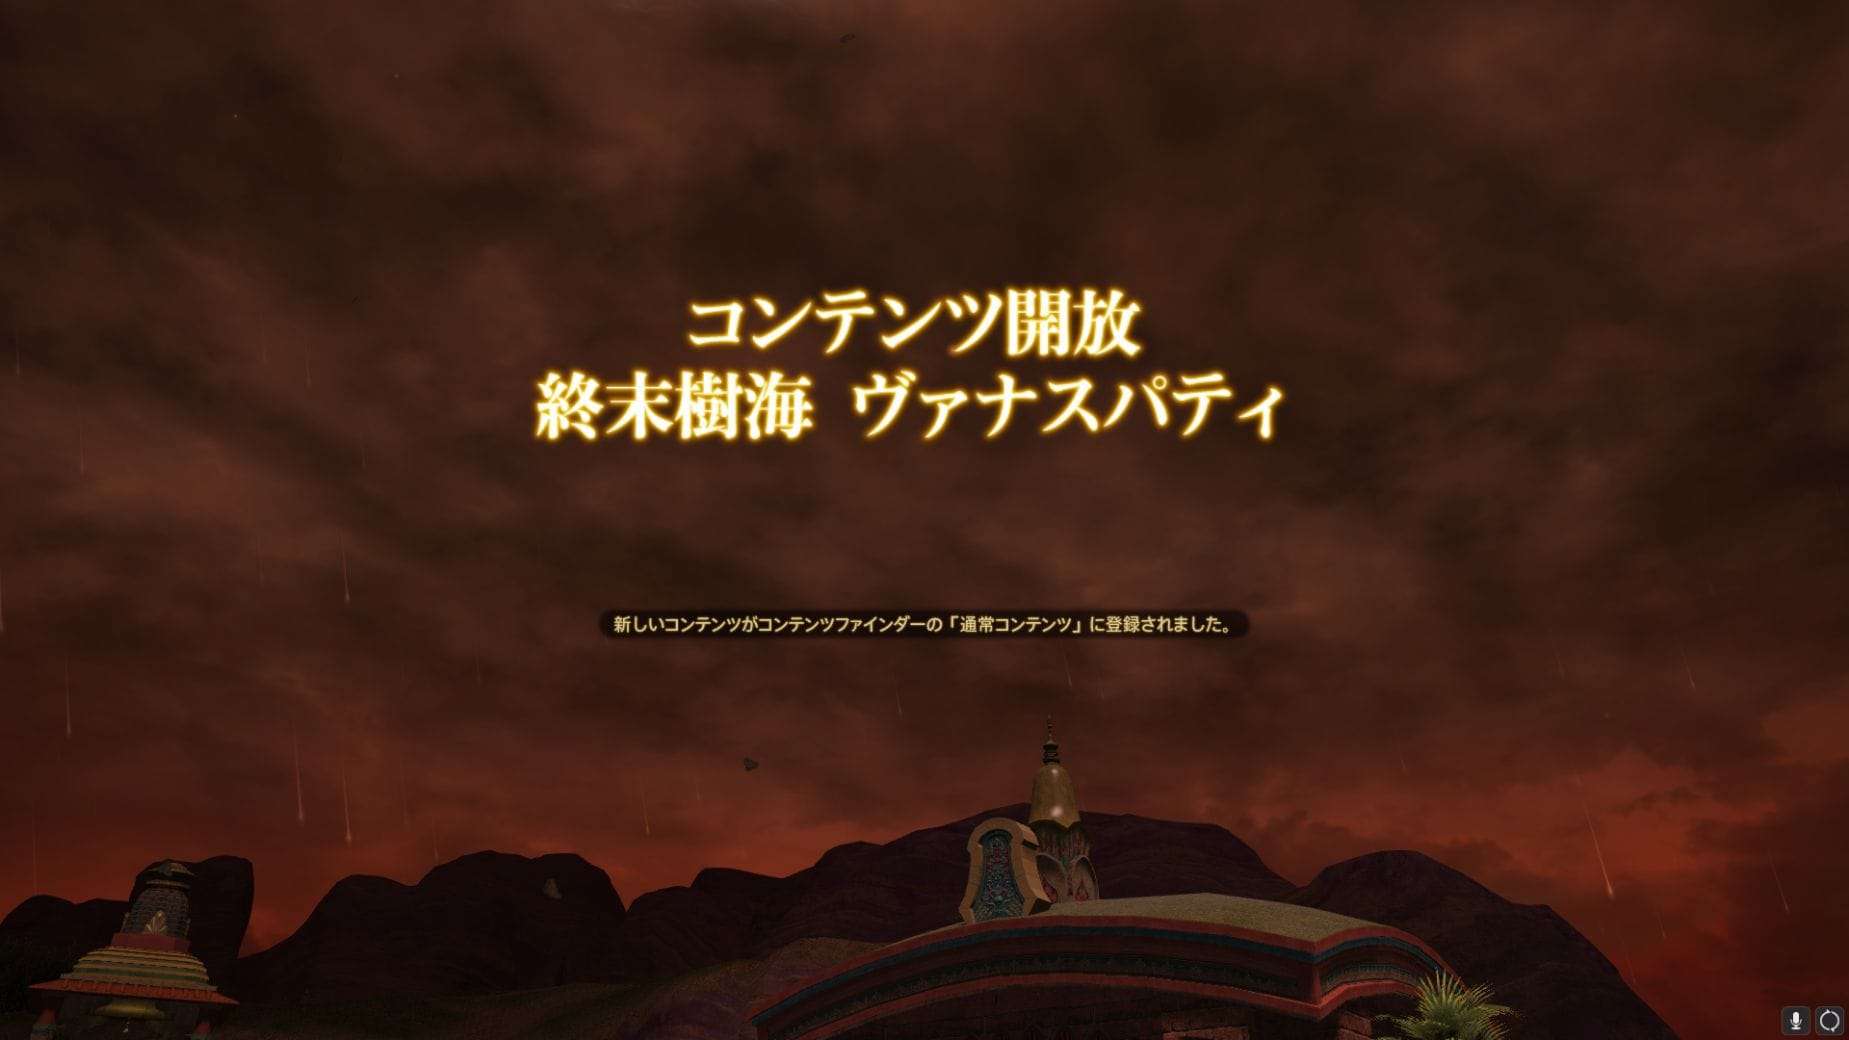 コンテンツ開放
終末樹海 ヴァナスパティ
新しいコンテンツがコンテンツファインダーの「通常コンテンツ」に登録されました。